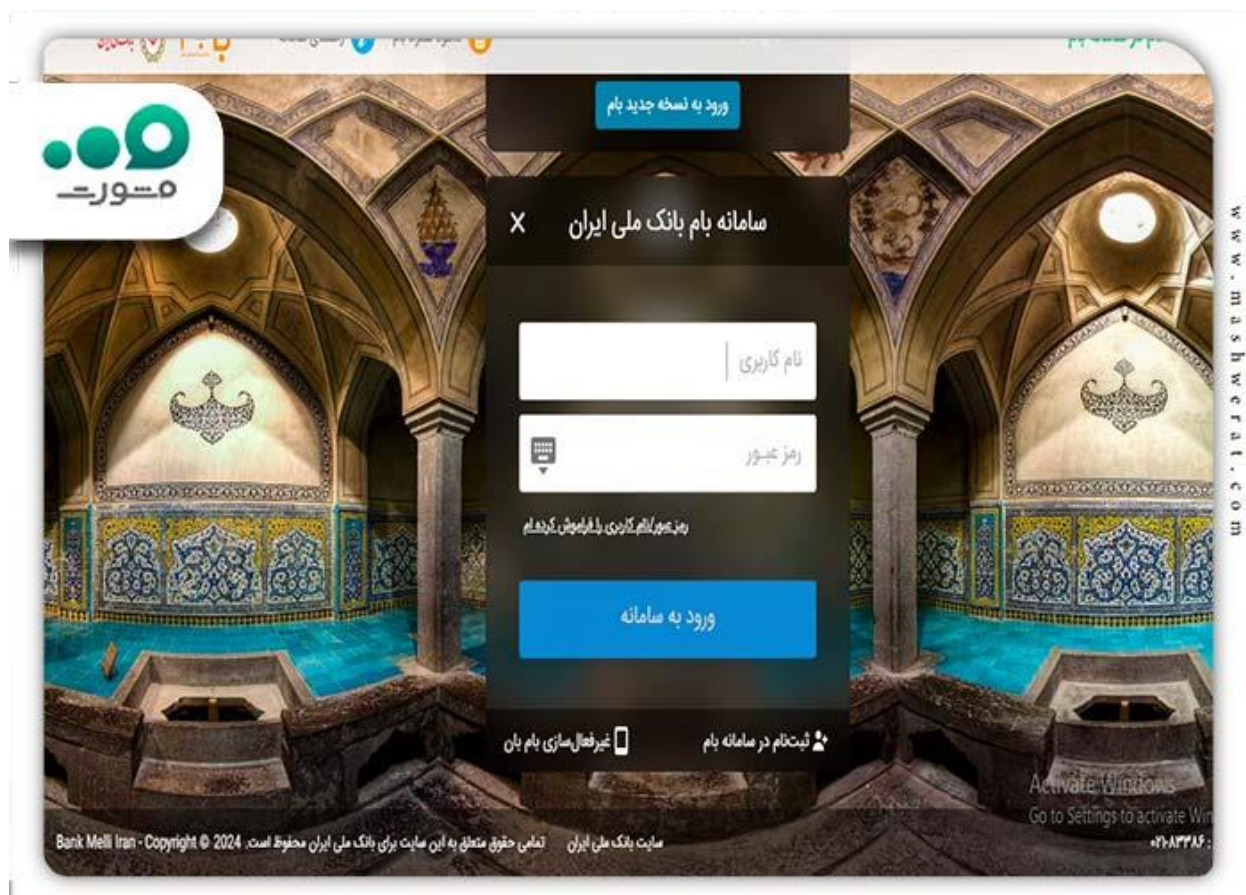 ورود به نسخه جدید بام
مشورت
سامانه بام بانک ملی ایران
نام کاربری
رمز عبور
رمز عبور/نام کاربری را فراموش کرده ام
ورود به سامانه
ثبت‌نام در سامانه بام
غیرفعال‌سازی بام بان
Activate Windows
Go to Settings to activate Win
سایت بانک ملی ایران
تمامی حقوق متعلق به این سایت برای بانک ملی ایران محفوظ است. Bank Melli Iran - Copyright © 2024
۰۲۱-۸۳۳۸۶ :
www.mashwerat.com